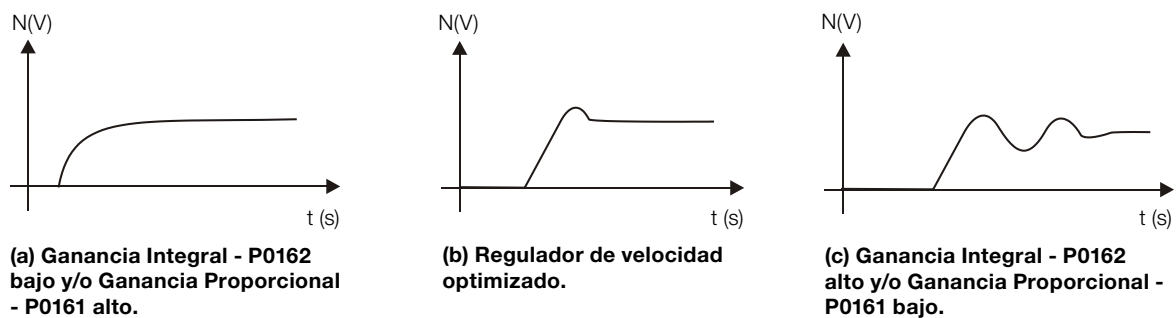 N(V)
t (s)
(a) Ganancia Integral - P0162
bajo y/o Ganancia Proporcional
- P0161 alto.
N(V)
t (s)
(b) Regulador de velocidad
optimizado.
N(V)
t (s)
(c) Ganancia Integral - P0162
alto y/o Ganancia Proporcional -
P0161 bajo.